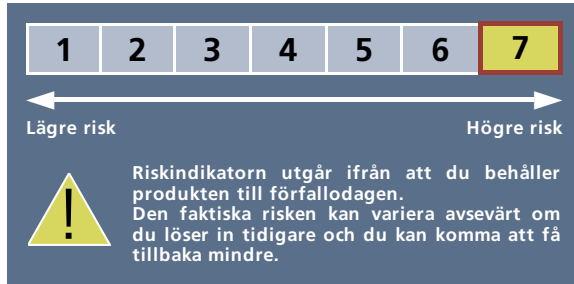 1 2 3 4 5 6 7
Lägre risk Högre risk
!
Riskindikatorn utgår ifrån att du behåller
produkten till förfallodagen.
Den faktiska risken kan variera avsevärt om
du löser in tidigare och du kan komma att få
tillbaka mindre.